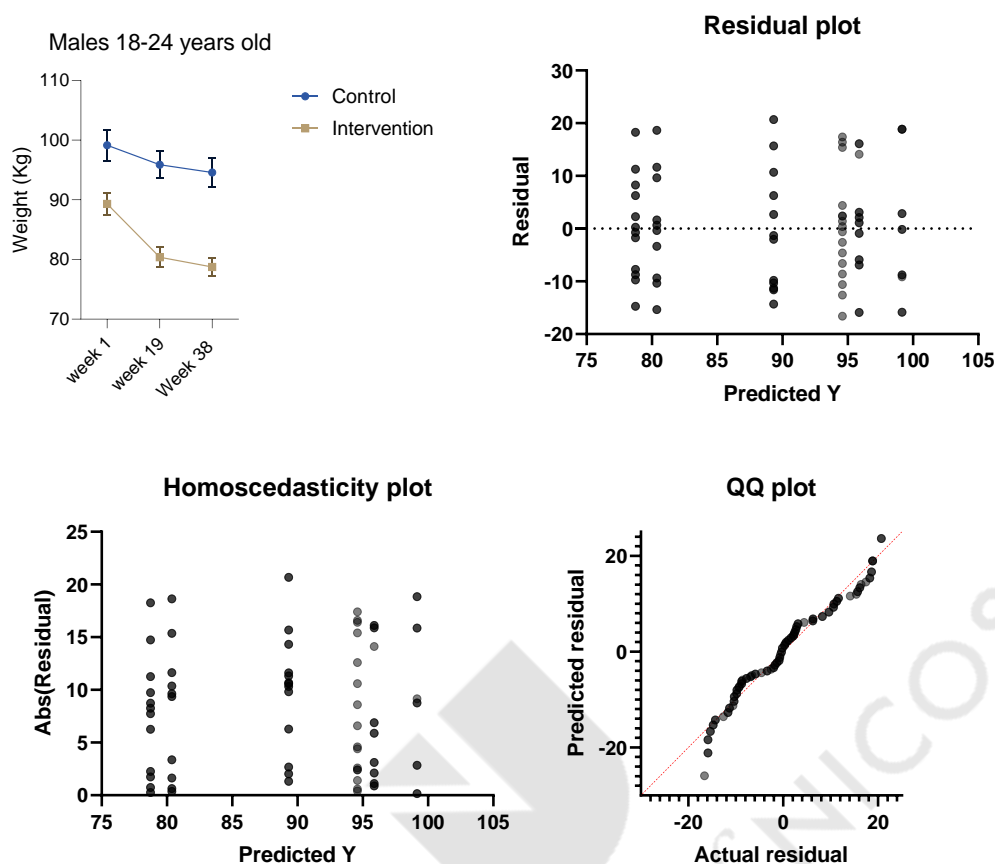 Males 18-24 years old
110
100
90
80
70
Weight (Kg)
week 1
week 19
Week 38
Control
Intervention
Residual plot
30
20
10
0
-10
-20
Residual
75 80 85 90 95 100 105
Predicted Y
Homoscedasticity plot
25
20
15
10
5
0
Abs(Residual)
75 80 85 90 95 100 105
Predicted Y
QQ plot
20
0
-20
Predicted residual
-20 0 20
Actual residual
NICOS